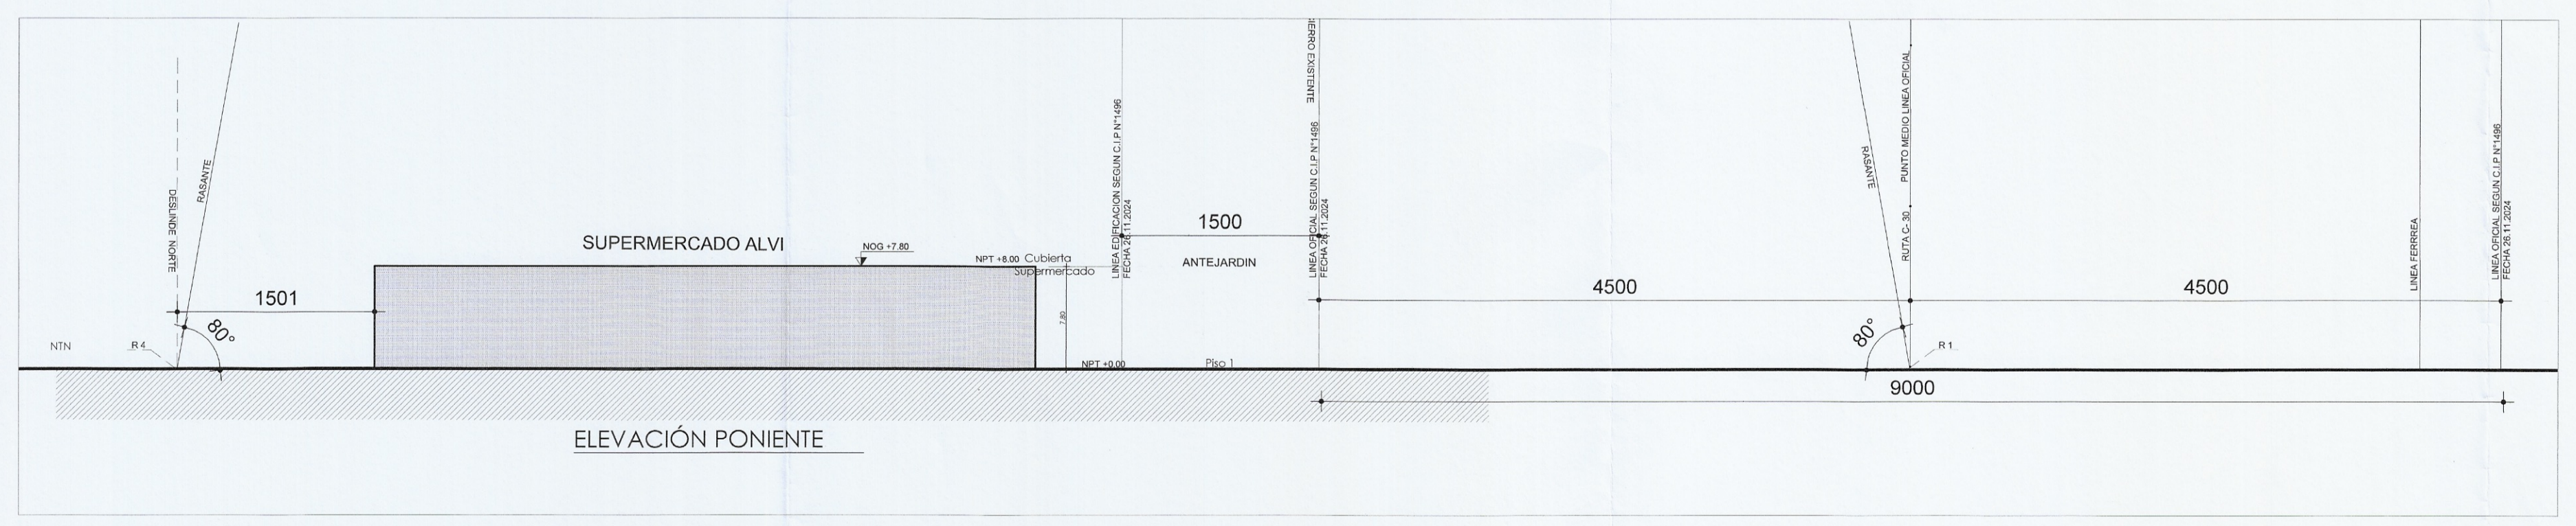 DESLINDE NORTE
RASANTE
1501
80°
NTN
R 4
SUPERMERCADO ALVI
NOG +7.80
NPT +8.00 Cubierta
Supermercado
7.80
NPT +0.00
Piso 1
LINEA EDIFICACION SEGUN C.I.P N°1496
FECHA 26.11.2024
1500
ANTEJARDIN
CIERRO EXISTENTE
LINEA OFICIAL SEGUN C.I.P N°1496
FECHA 26.11.2024
4500
RASANTE
80°
RUTA C- 30
PUNTO MEDIO LINEA OFICIAL
R 1
4500
9000
LINEA FERRREA
LINEA OFICIAL SEGUN C.I.P N°1496
FECHA 26.11.2024
ELEVACIÓN PONIENTE